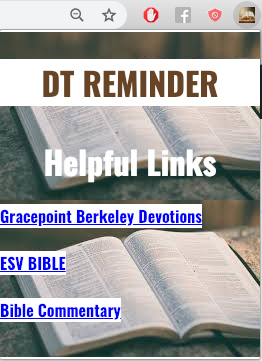 DT REMINDER
Helpful Links
Gracepoint Berkeley Devotions
ESV BIBLE
Bible Commentary